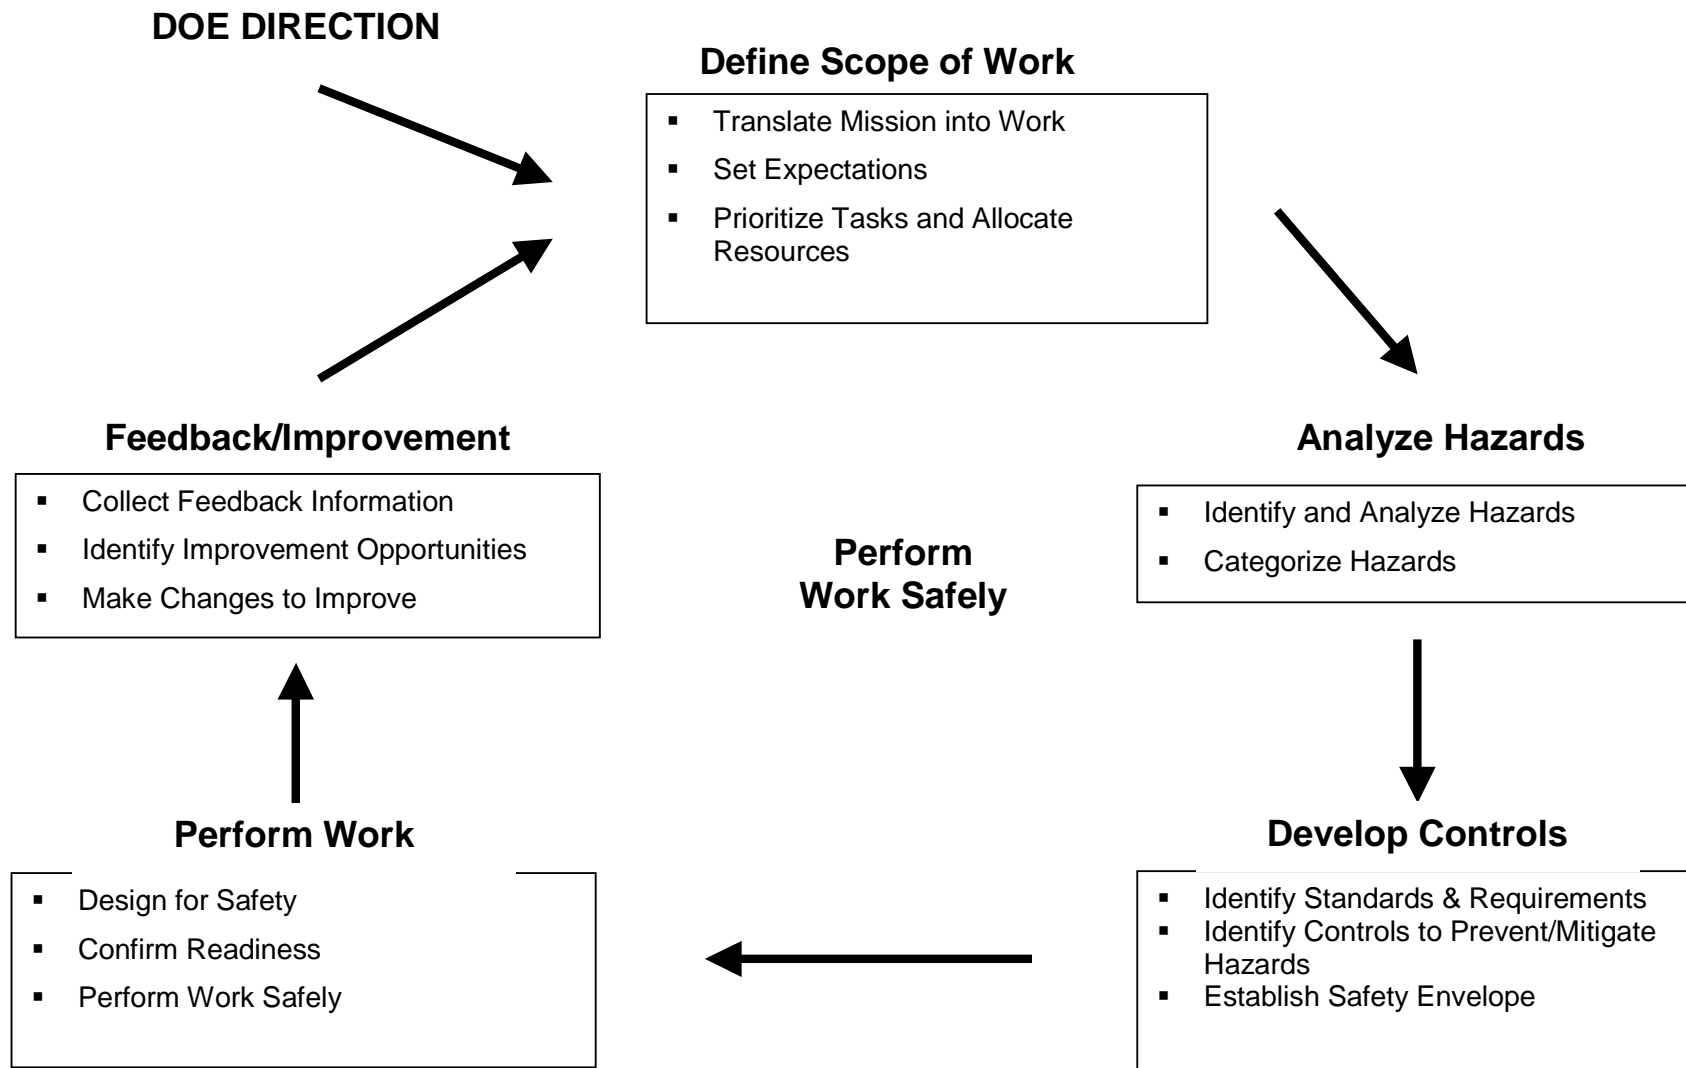 DOE DIRECTION
Define Scope of Work
▪ Translate Mission into Work
▪ Set Expectations
▪ Prioritize Tasks and Allocate
Resources
Feedback/Improvement
▪ Collect Feedback Information
▪ Identify Improvement Opportunities
▪ Make Changes to Improve
Perform
Work Safely
Analyze Hazards
▪ Identify and Analyze Hazards
▪ Categorize Hazards
Perform Work
▪ Design for Safety
▪ Confirm Readiness
▪ Perform Work Safely
Develop Controls
▪ Identify Standards & Requirements
▪ Identify Controls to Prevent/Mitigate
Hazards
▪ Establish Safety Envelope